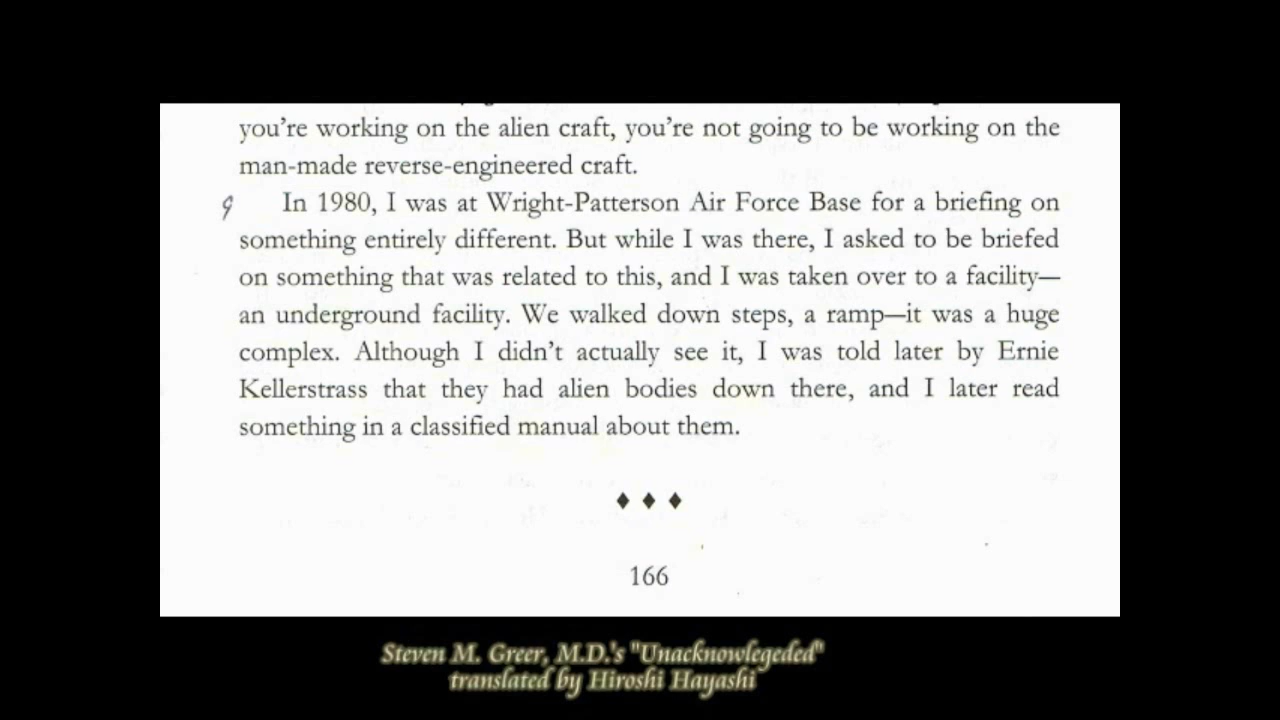 you're working on the alien craft, you're not going to be working on the
man-made reverse-engineered craft.
9 In 1980, I was at Wright-Patterson Air Force Base for a briefing on
something entirely different. But while I was there, I asked to be briefed
on something that was related to this, and I was taken over to a facility—
an underground facility. We walked down steps, a ramp—it was a huge
complex. Although I didn't actually see it, I was told later by Ernie
Kellerstrass that they had alien bodies down there, and I later read
something in a classified manual about them.
♦ ♦ ♦
166
Steven M. Greer, M.D.'s "Unacknowlegeded"
translated by Hiroshi Hayashi